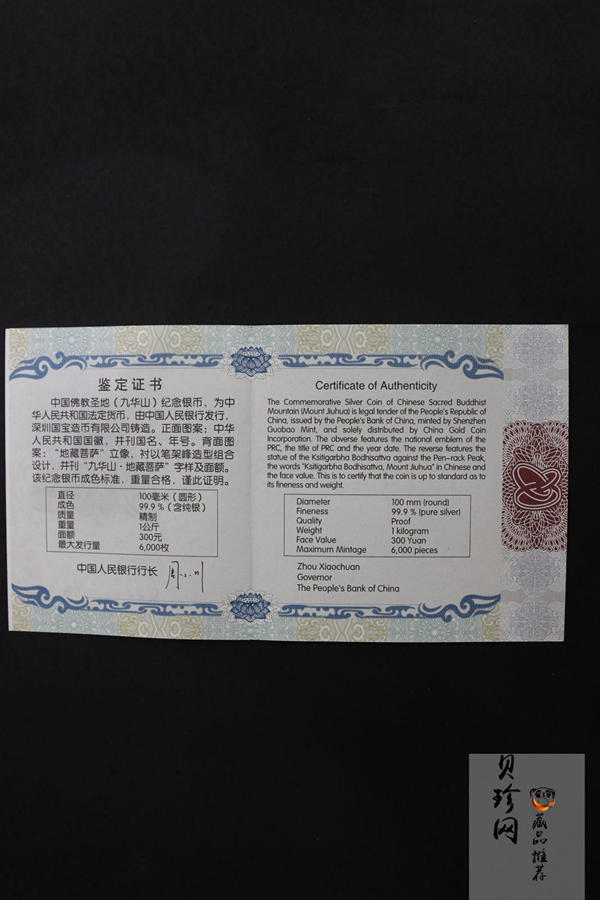 鉴定证书
中国佛教圣地（九华山）纪念银币，为中
华人民共和国法定货币，由中国人民银行发行，
深圳国宝造币有限公司铸造。正面图案：中华
人民共和国国徽，并刊国名、年号。背面图
案：“地藏菩萨”立像，衬以笔架峰造型组合
设计，并刊“九华山·地藏菩萨”字样及面额。
该纪念银币成色标准，重量合格，谨此证明。
直径 100毫米（圆形）
成色 99.9％（含纯银）
质量 精制
重量 1公斤
面额 300元
最大发行量 6,000枚
中国人民银行行长
Certificate of Authenticity
The Commemorative Silver Coin of Chinese Sacred Buddhist
Mountain (Mount Jiuhua) is legal tender of the People's Republic of
China, issued by the People's Bank of China, minted by Shenzhen
Guobao Mint, and solely distributed by China Gold Coin
Incorporation. The obverse features the national emblem of the
PRC, the title of PRC and the year date. The reverse features the
statue of the Ksitigarbha Bodhisattva against the Pen-rack Peak,
the words "Ksitigarbha Bodhisattva, Mount Jiuhua" in Chinese and
the face value. This is to certify that the coin is up to standard as to
its fineness and weight.
Diameter 100 mm (round)
Fineness 99.9 % (pure silver)
Quality Proof
Weight 1 kilogram
Face Value 300 Yuan
Maximum Mintage 6,000 pieces
Zhou Xiaochuan
Governor
The People's Bank of China
贝珍网
藏品推荐